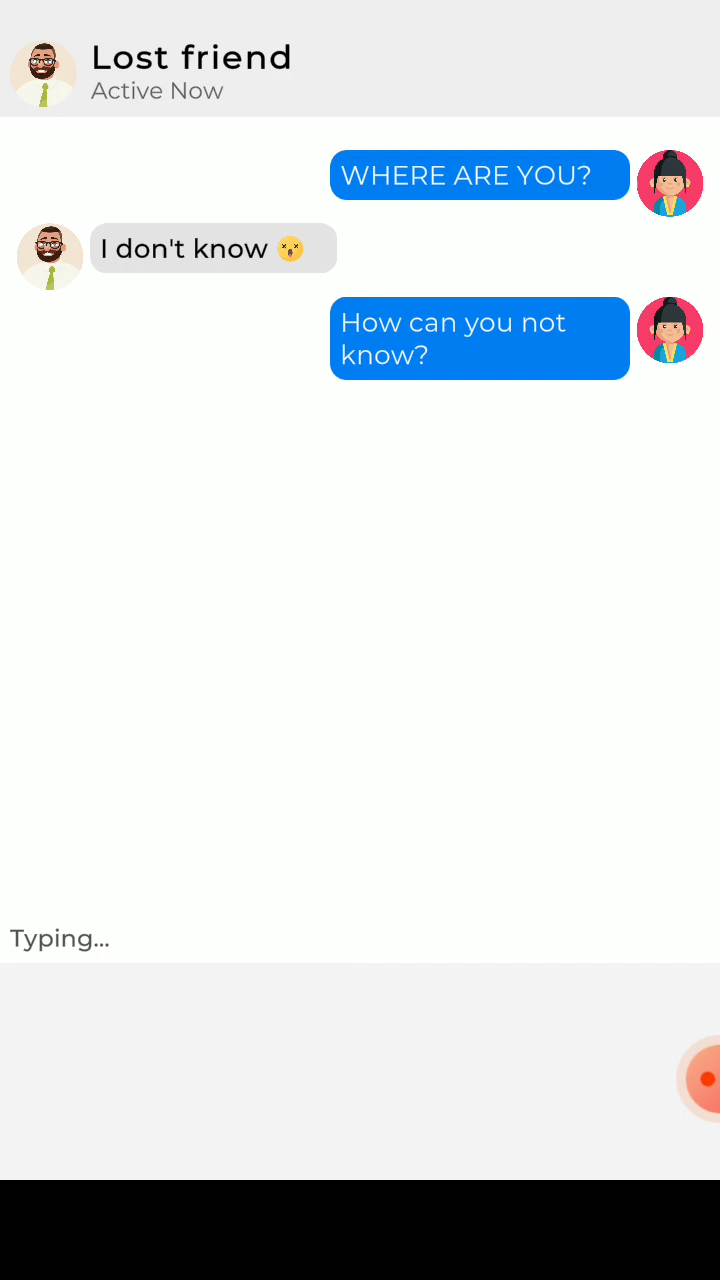 Lost friend
Active Now
WHERE ARE YOU?
I don't know 😵
How can you not
know?
Typing...